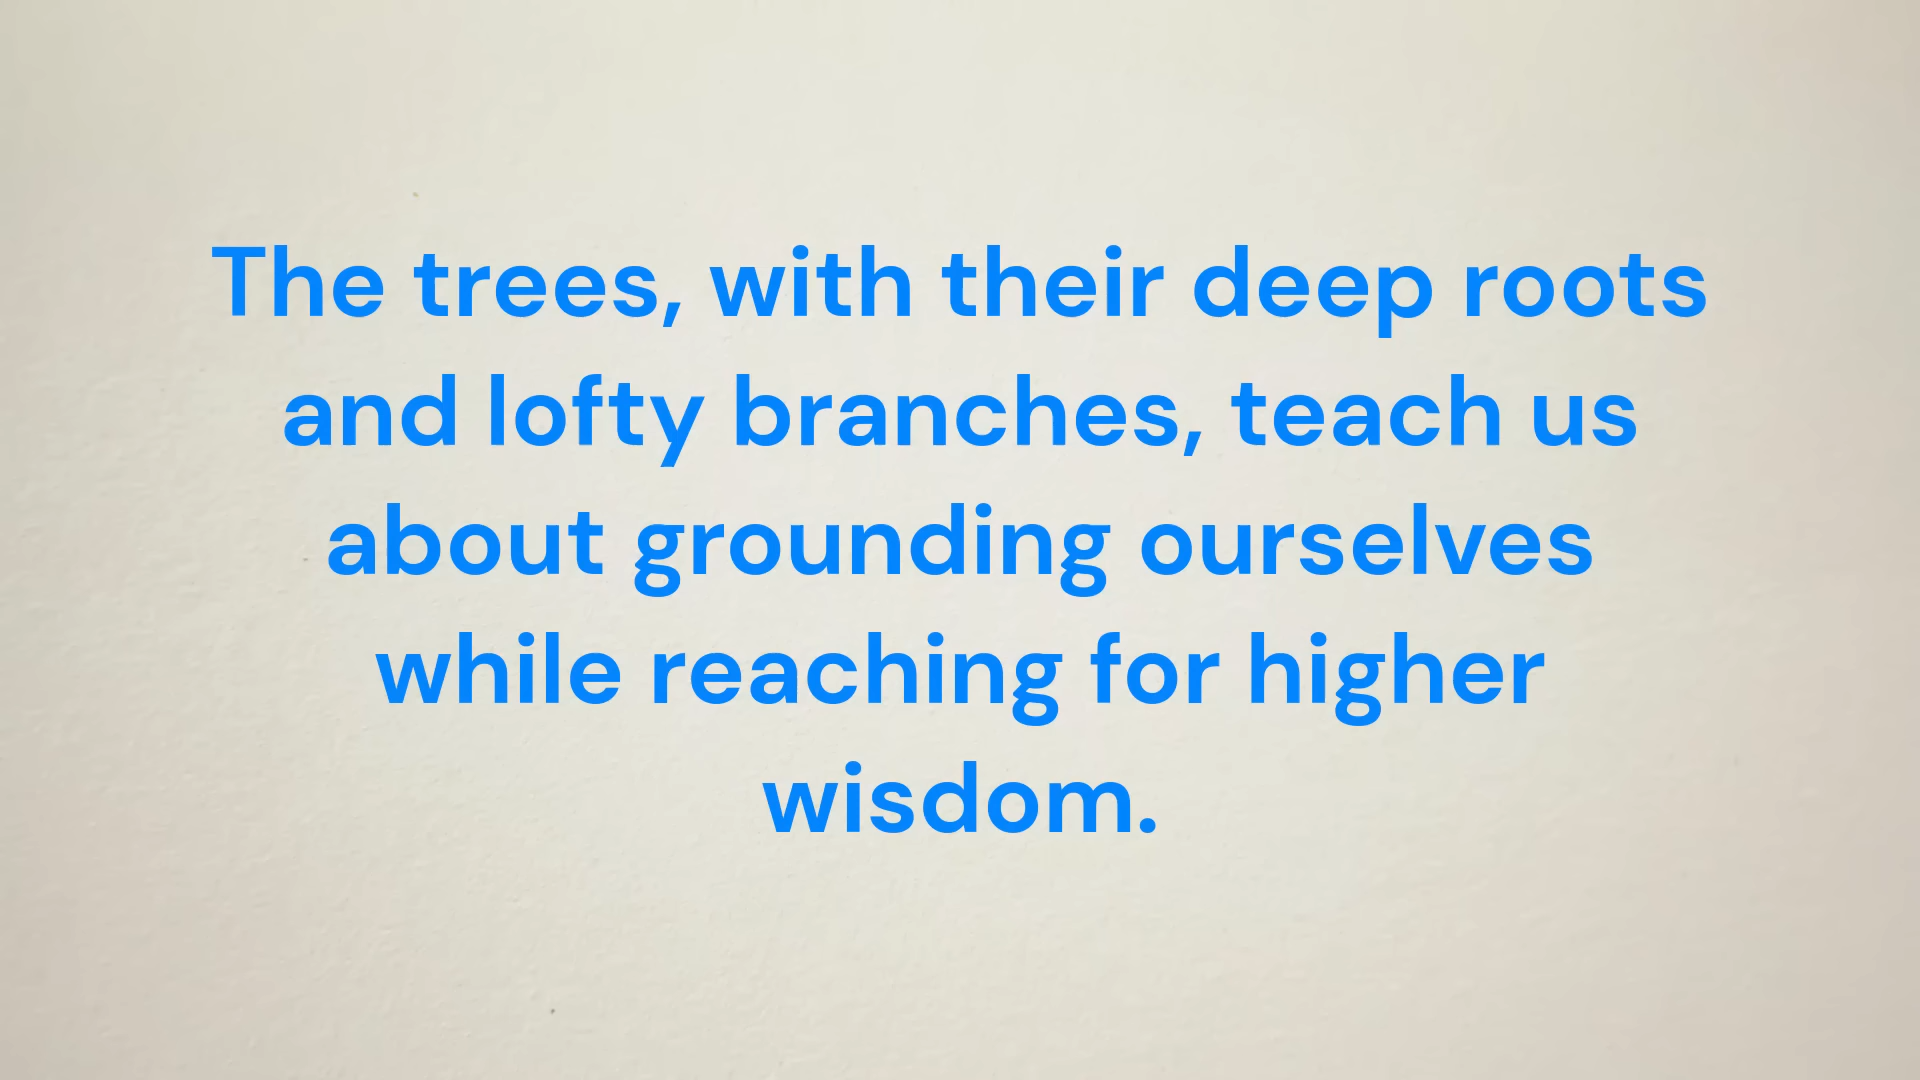 The trees, with their deep roots
and lofty branches, teach us
about grounding ourselves
while reaching for higher
wisdom.